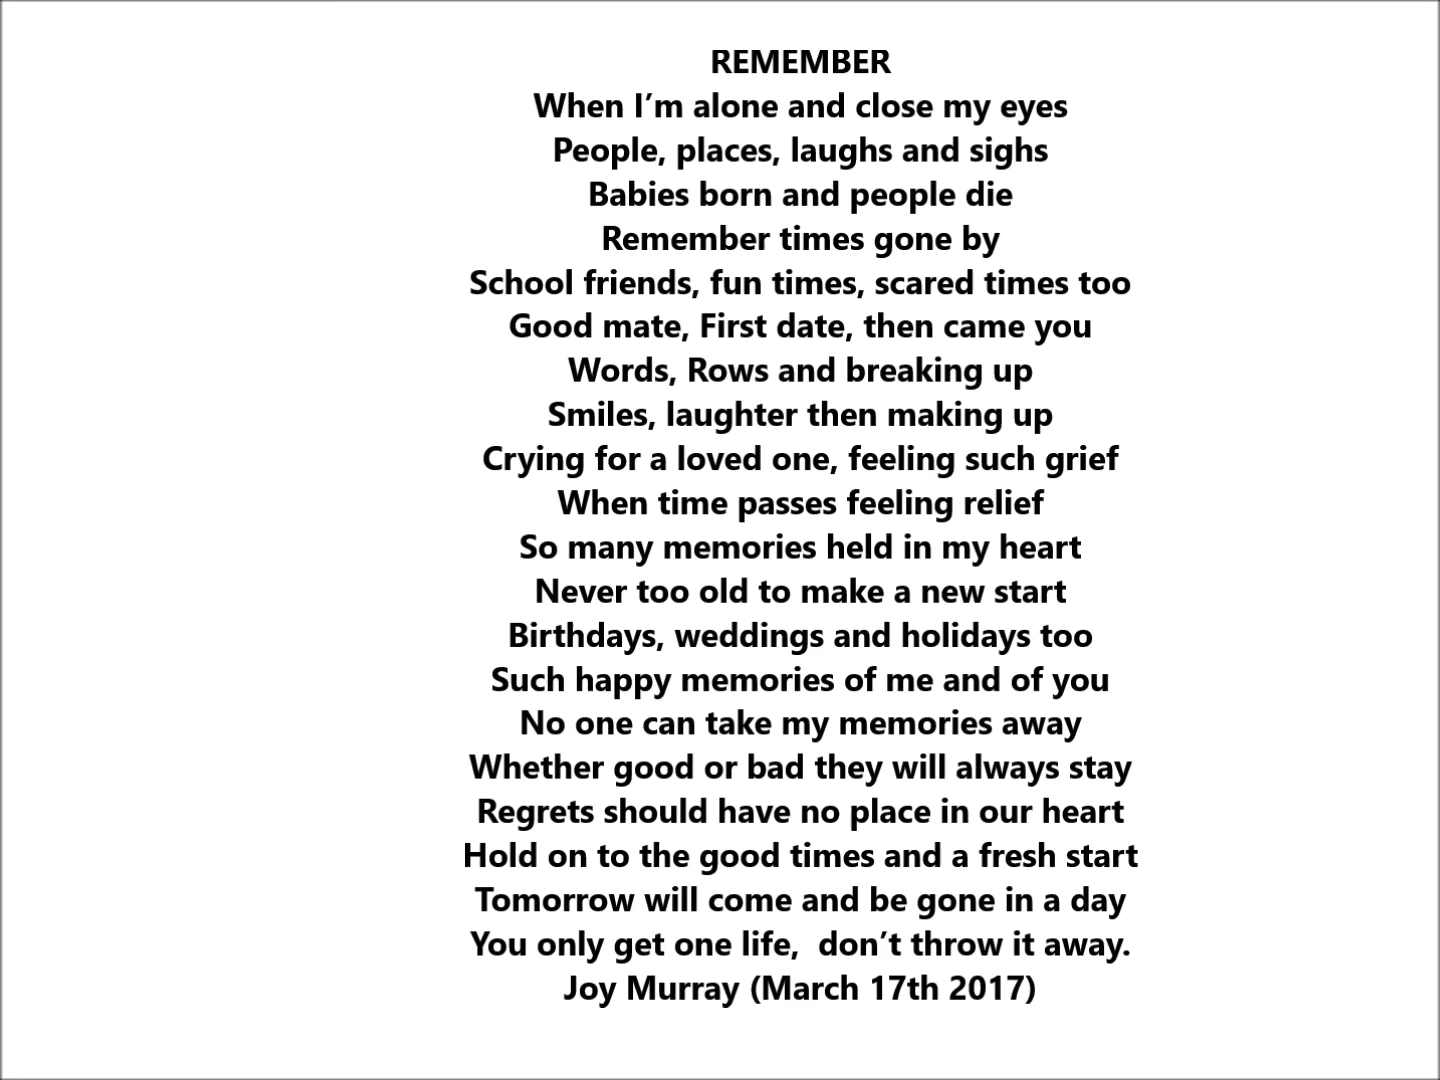 REMEMBER
When I’m alone and close my eyes
People, places, laughs and sighs
Babies born and people die
Remember times gone by
School friends, fun times, scared times too
Good mate, First date, then came you
Words, Rows and breaking up
Smiles, laughter then making up
Crying for a loved one, feeling such grief
When time passes feeling relief
So many memories held in my heart
Never too old to make a new start
Birthdays, weddings and holidays too
Such happy memories of me and of you
No one can take my memories away
Whether good or bad they will always stay
Regrets should have no place in our heart
Hold on to the good times and a fresh start
Tomorrow will come and be gone in a day
You only get one life,  don’t throw it away.
Joy Murray (March 17th 2017)